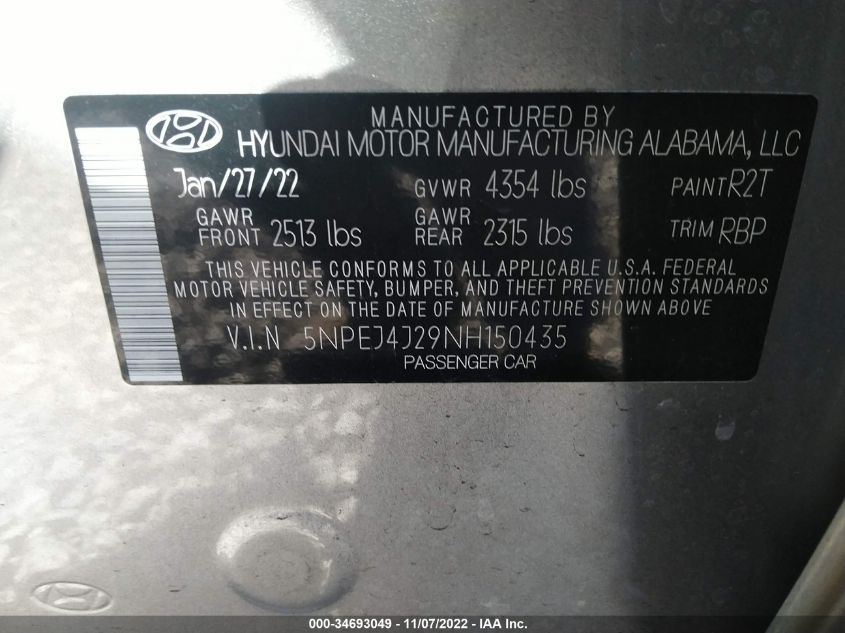 MANUFACTURED BY
HYUNDAI MOTOR MANUFACTURING ALABAMA, LLC
Jan/27/22 GVWR 4354 lbs PAINT R2T
GAWR FRONT 2513 lbs GAWR REAR 2315 lbs TRIM RBP
THIS VEHICLE CONFORMS TO ALL APPLICABLE U.S.A. FEDERAL
MOTOR VEHICLE SAFETY, BUMPER, AND THEFT PREVENTION STANDARDS
IN EFFECT ON THE DATE OF MANUFACTURE SHOWN ABOVE
V.I.N 5NPEJ4J29NH150435
PASSENGER CAR
000-34693049 - 11/07/2022 - IAA Inc.